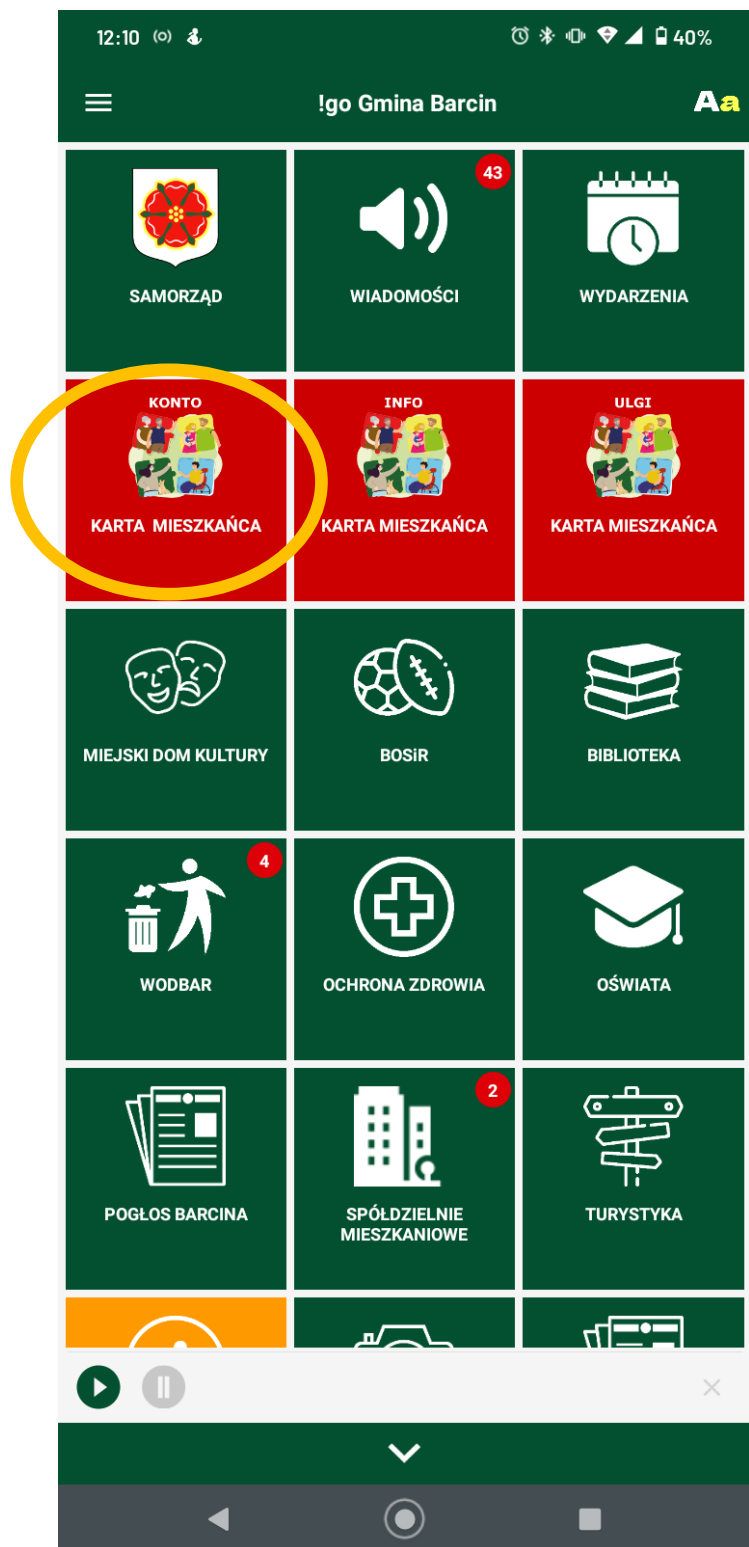 12:10
40%
!go Gmina Barcin
Aa
43
SAMORZĄD
WIADOMOŚCI
WYDARZENIA
KONTO
INFO
ULGI
KARTA MIESZKAŃCA
KARTA MIESZKAŃCA
KARTA MIESZKAŃCA
MIEJSKI DOM KULTURY
BOSiR
BIBLIOTEKA
4
WODBAR
OCHRONA ZDROWIA
OŚWIATA
2
POGŁOS BARCINA
SPÓŁDZIELNIE
MIESZKANIOWE
TURYSTYKA